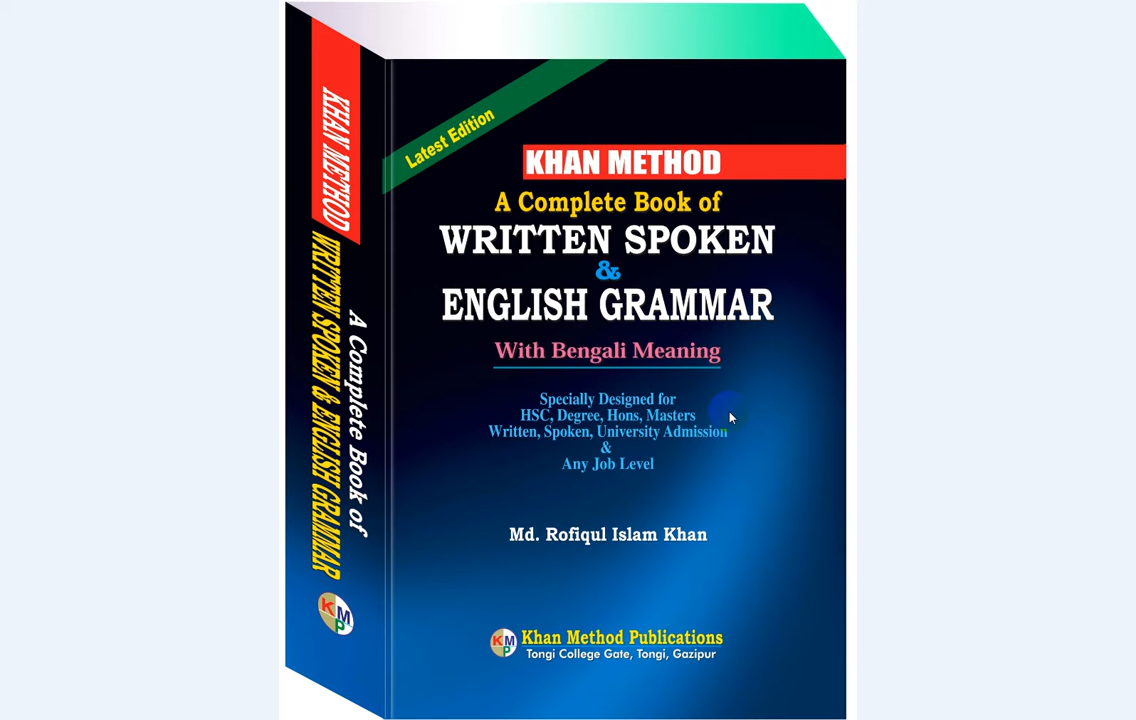 KHAN METHOD
WRITTEN SPOKEN & ENGLISH GRAMMAR
A Complete Book of
KMP
Latest Edition
KHAN METHOD
A Complete Book of
WRITTEN SPOKEN
&
ENGLISH GRAMMAR
With Bengali Meaning
Specially Designed for
HSC, Degree, Hons, Masters
Written, Spoken, University Admission
&
Any Job Level
Md. Rofiqul Islam Khan
KMP Khan Method Publications
Tongi College Gate, Tongi, Gazipur